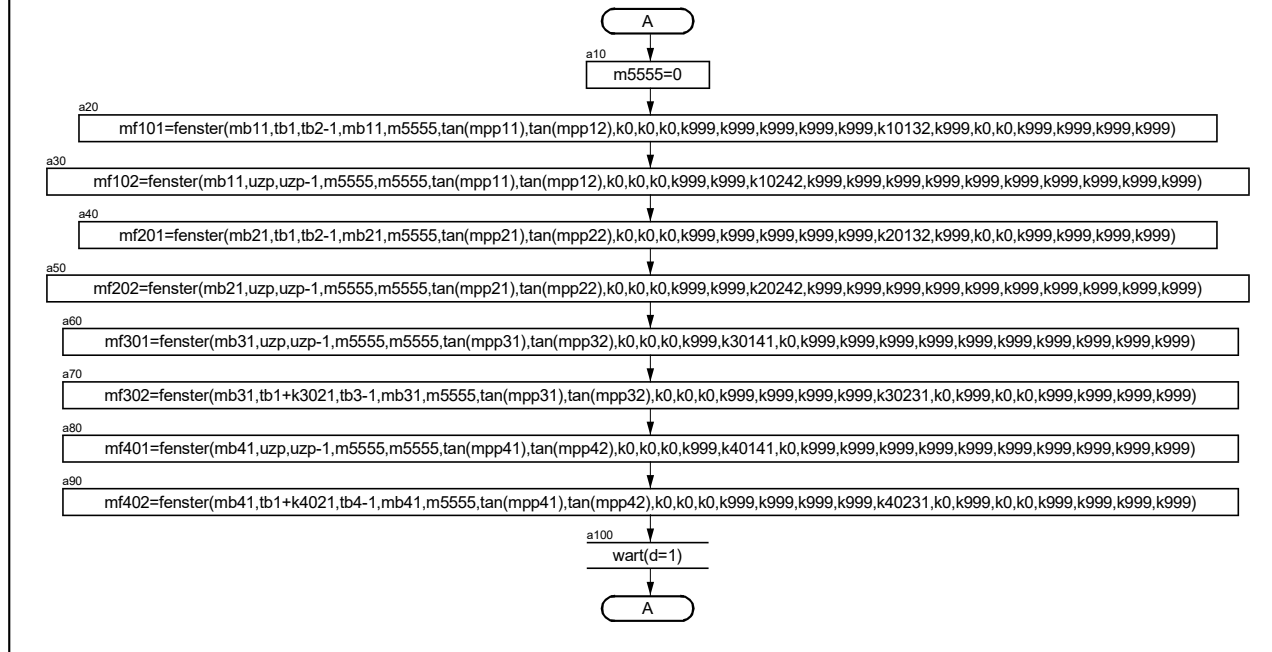 A
a10
m5555=0
a20
mf101=fenster(mb11,tb1,tb2-1,mb11,m5555,tan(mpp11),tan(mpp12),k0,k0,k0,k999,k999,k999,k999,k999,k10132,k999,k0,k0,k999,k999,k999,k999)
a30
mf102=fenster(mb11,uzp,uzp-1,m5555,m5555,tan(mpp11),tan(mpp12),k0,k0,k0,k999,k999,k10242,k999,k999,k999,k999,k999,k999,k999,k999,k999,k999)
a40
mf201=fenster(mb21,tb1,tb2-1,mb21,m5555,tan(mpp21),tan(mpp22),k0,k0,k0,k999,k999,k999,k999,k999,k20132,k999,k0,k0,k999,k999,k999,k999)
a50
mf202=fenster(mb21,uzp,uzp-1,m5555,m5555,tan(mpp21),tan(mpp22),k0,k0,k0,k999,k999,k20242,k999,k999,k999,k999,k999,k999,k999,k999,k999,k999)
a60
mf301=fenster(mb31,uzp,uzp-1,m5555,m5555,tan(mpp31),tan(mpp32),k0,k0,k0,k999,k30141,k0,k999,k999,k999,k999,k999,k999,k999,k999,k999,k999)
a70
mf302=fenster(mb31,tb1+k3021,tb3-1,mb31,m5555,tan(mpp31),tan(mpp32),k0,k0,k0,k999,k999,k999,k999,k30231,k0,k999,k0,k0,k999,k999,k999,k999)
a80
mf401=fenster(mb41,uzp,uzp-1,m5555,m5555,tan(mpp41),tan(mpp42),k0,k0,k0,k999,k40141,k0,k999,k999,k999,k999,k999,k999,k999,k999,k999,k999)
a90
mf402=fenster(mb41,tb1+k4021,tb4-1,mb41,m5555,tan(mpp41),tan(mpp42),k0,k0,k0,k999,k999,k999,k999,k40231,k0,k999,k0,k0,k999,k999,k999,k999)
a100
wart(d=1)
A